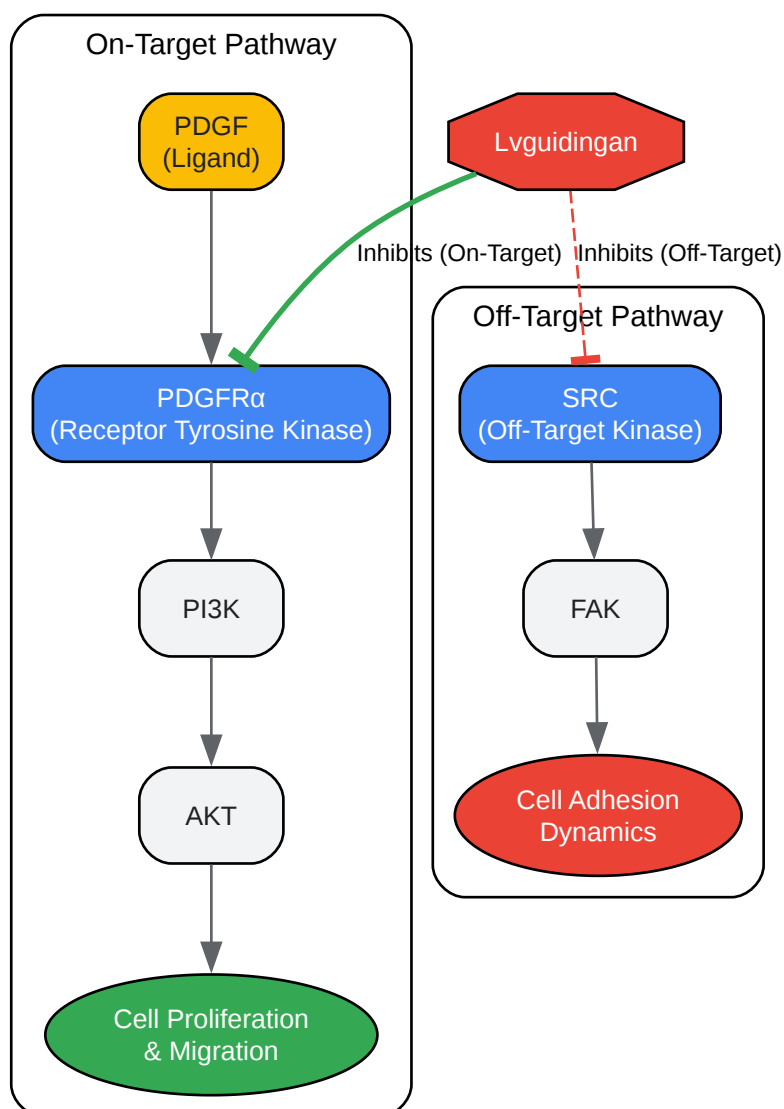 On-Target Pathway
PDGF
(Ligand)
Lvguidingan
Inhibits (On-Target)
Inhibits (Off-Target)
Off-Target Pathway
PDGFRα
(Receptor Tyrosine Kinase)
SRC
(Off-Target Kinase)
PI3K
FAK
AKT
Cell Adhesion
Dynamics
Cell Proliferation
& Migration